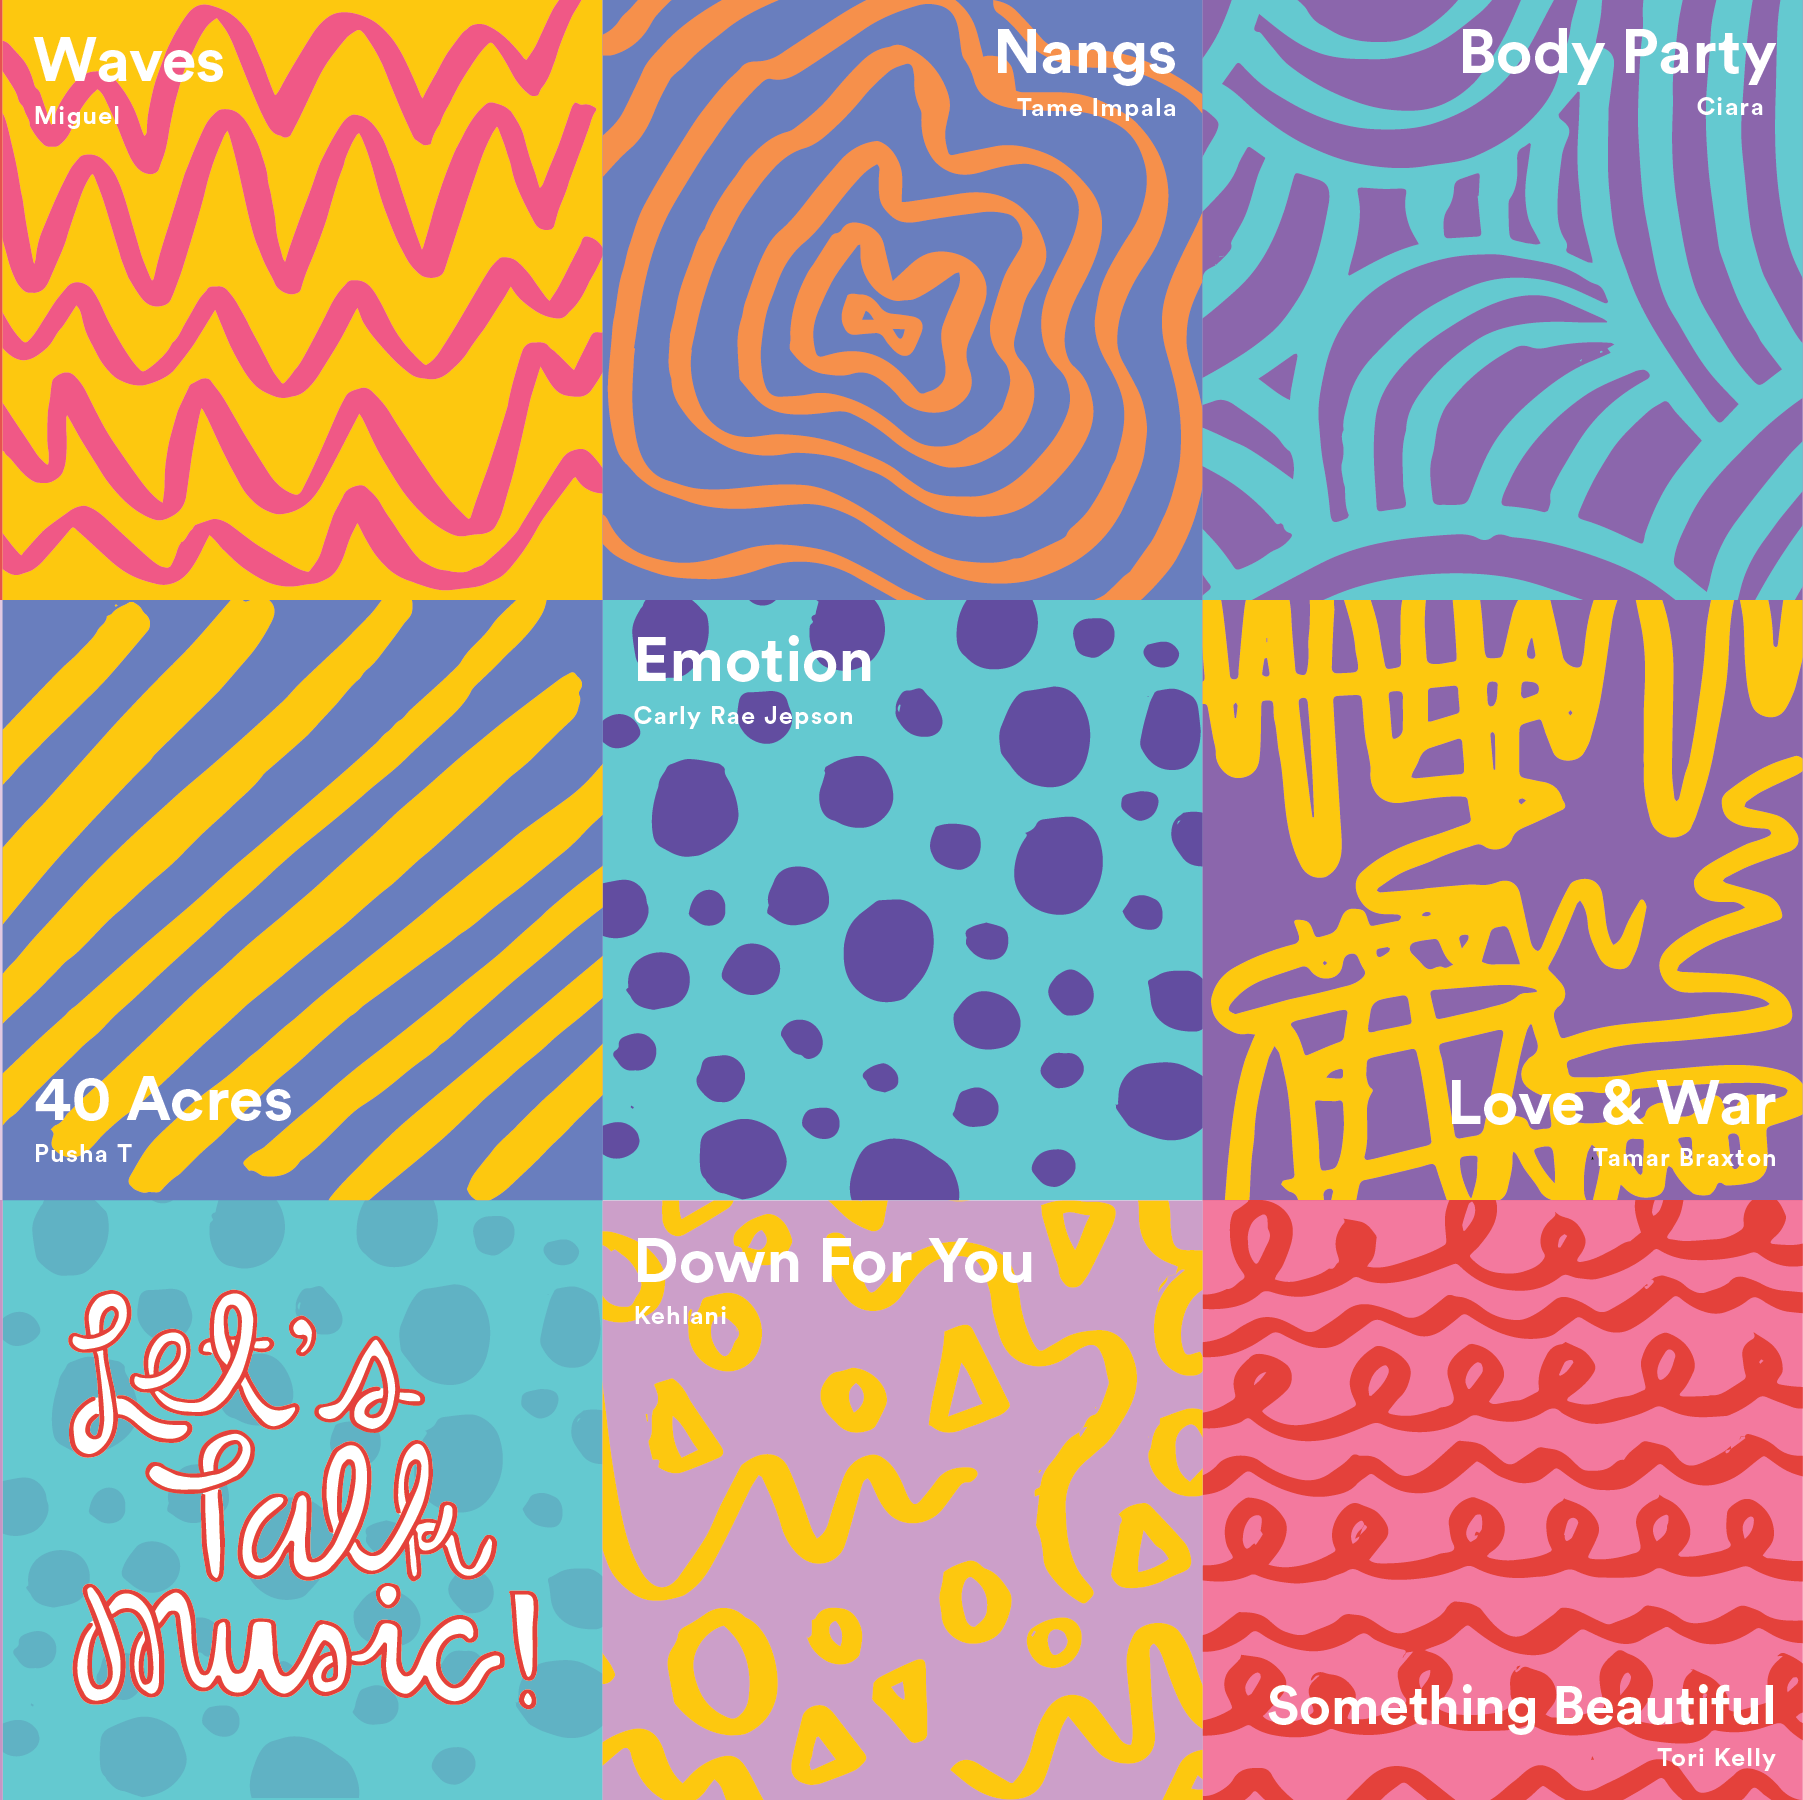 Waves
Miguel
Nangs
Tame Impala
Body Party
Ciara
40 Acres
Pusha T
Emotion
Carly Rae Jepson
Love & War
Tamar Braxton
Let's
Talk
Music!
Down For You
Kehlani
Something Beautiful
Tori Kelly